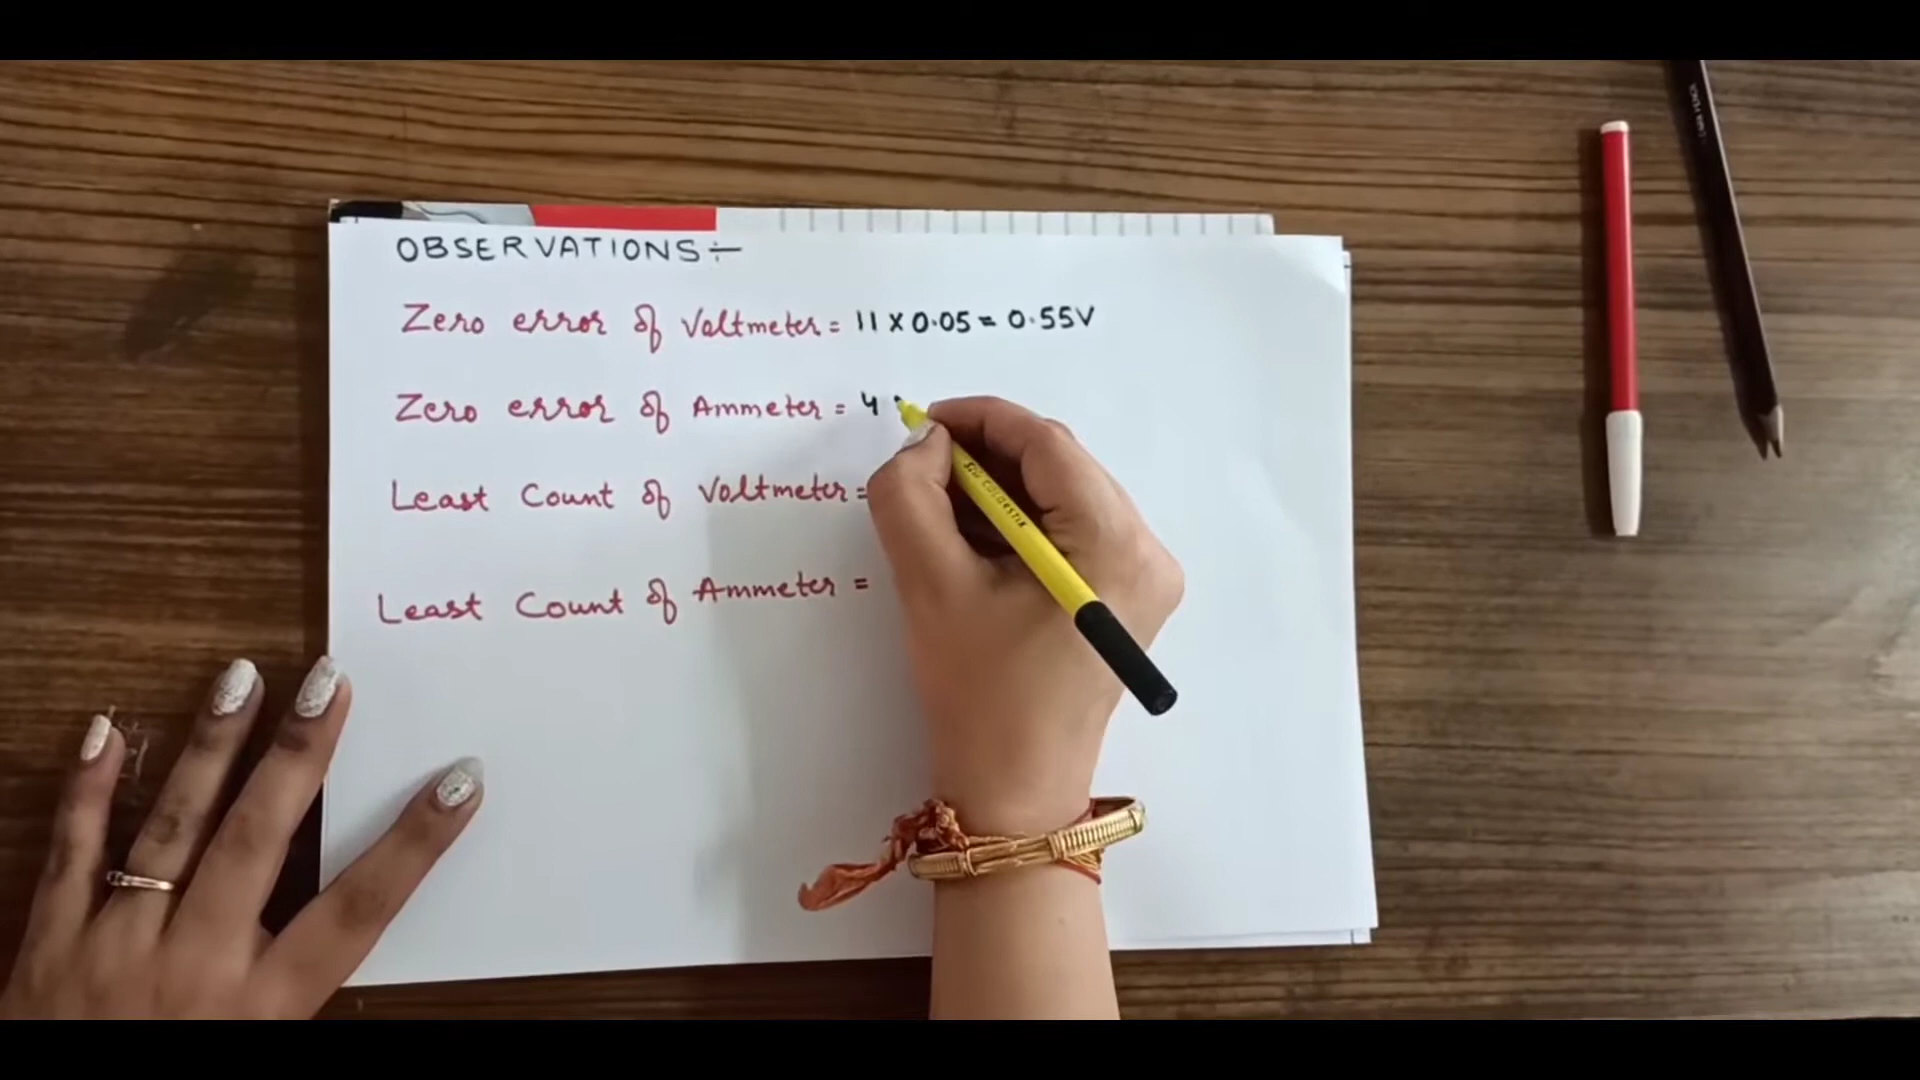 OBSERVATIONS ÷
Zero error of Voltmeter = 11 x 0.05 = 0.55V
Zero error of Ammeter = 4
Least Count of Voltmeter =
Least Count of Ammeter =